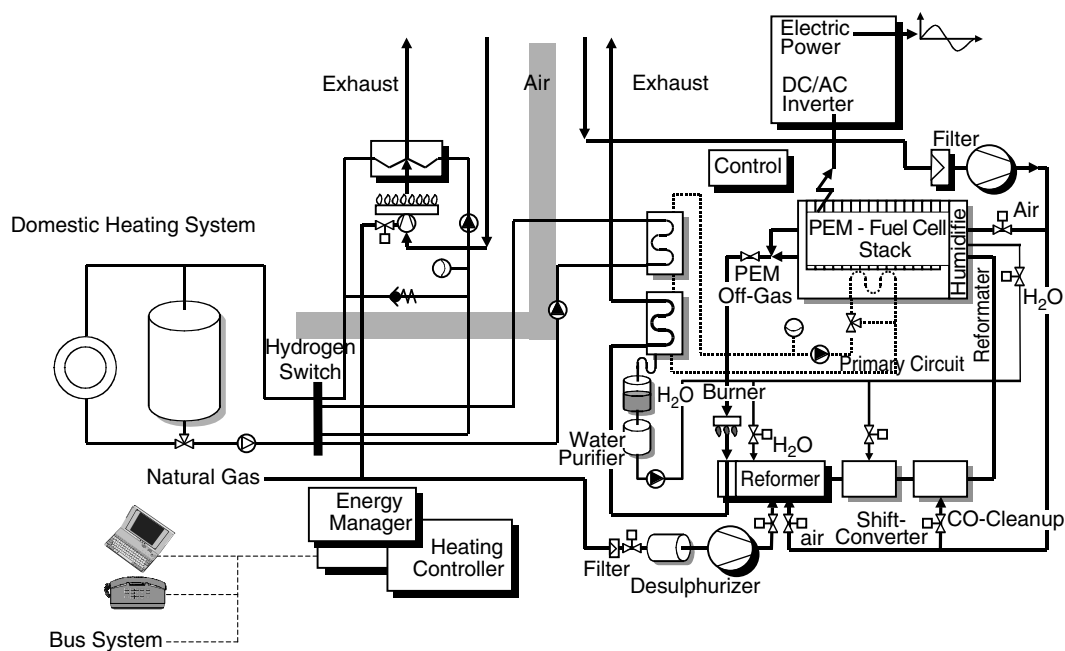 Electric
Power
DC/AC
Inverter
Exhaust
Air
Exhaust
Filter
Control
Domestic Heating System
PEM - Fuel Cell
Stack
Humidifie
Air
PEM
Off-Gas
H2O
Reformater
Hydrogen
Switch
Primary Circuit
Burner
H2O
Water
Purifier
H2O
Natural Gas
Reformer
Energy
Manager
Heating
Controller
air
Shift-
Converter
CO-Cleanup
Filter
Desulphurizer
Bus System